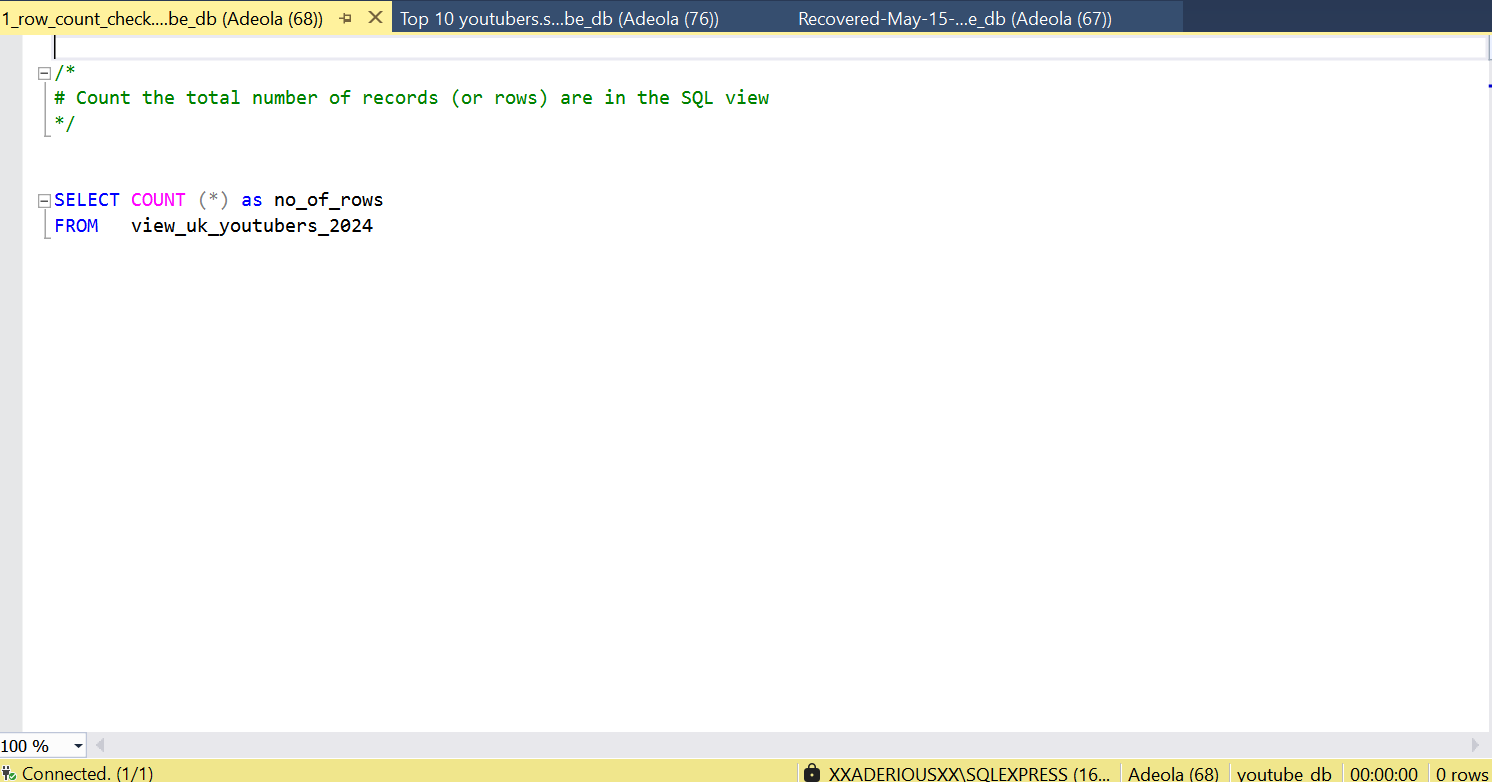 1_row_count_check....be_db (Adeola (68))
Top 10 youtubers.s...be_db (Adeola (76))
Recovered-May-15-...e_db (Adeola (67))
/*
# Count the total number of records (or rows) are in the SQL view
*/
SELECT COUNT (*) as no_of_rows
FROM   view_uk_youtubers_2024
100 %
Connected. (1/1)
XXADERIOUSXX\SQLEXPRESS (16...
Adeola (68)
youtube_db
00:00:00
0 rows